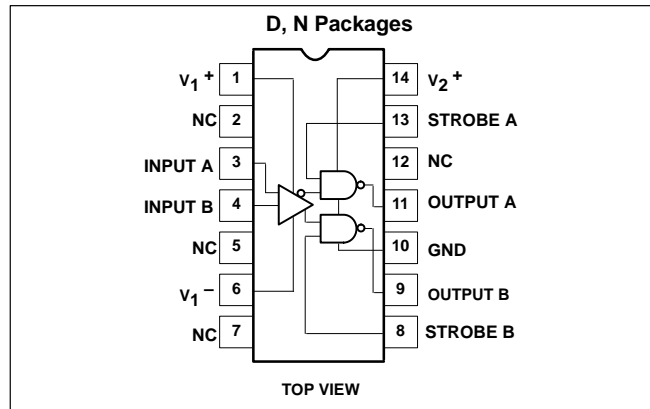 D, N Packages
V1 + 1 14 V2 +
NC 2 13 STROBE A
INPUT A 3 12 NC
INPUT B 4 11 OUTPUT A
NC 5 10 GND
V1 – 6 9 OUTPUT B
NC 7 8 STROBE B
TOP VIEW